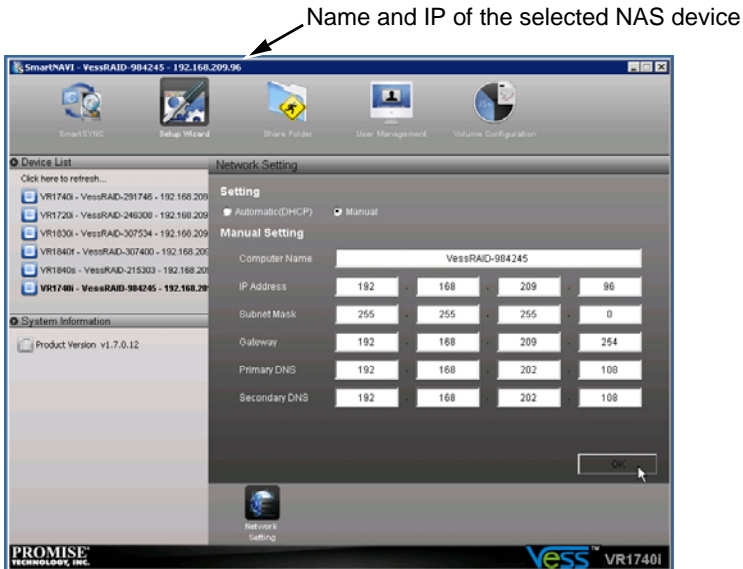 Name and IP of the selected NAS device
SmartNAVI - VessRAID-984245 - 192.168.209.96
SmartSYNC
Setup Wizard
Share Folder
User Management
Volume Configuration
Device List
Click here to refresh...
VR1740i - VessRAID-291746 - 192.168.209
VR1720i - VessRAID-246308 - 192.168.209
VR1830i - VessRAID-307534 - 192.168.209
VR1840f - VessRAID-307400 - 192.168.209
VR1840s - VessRAID-215303 - 192.168.20
VR1740i - VessRAID-984245 - 192.168.20
System Information
Product Version v1.7.0.12
Network Setting
Setting
Automatic(DHCP) Manual
Manual Setting
Computer Name VessRAID-984245
IP Address 192 . 168 . 209 . 96
Subnet Mask 255 . 255 . 255 . 0
Gateway 192 . 168 . 209 . 254
Primary DNS 192 . 168 . 202 . 108
Secondary DNS 192 . 168 . 202 . 108
OK
Network
Setting
PROMISE
TECHNOLOGY, INC.
Vess™ VR1740i